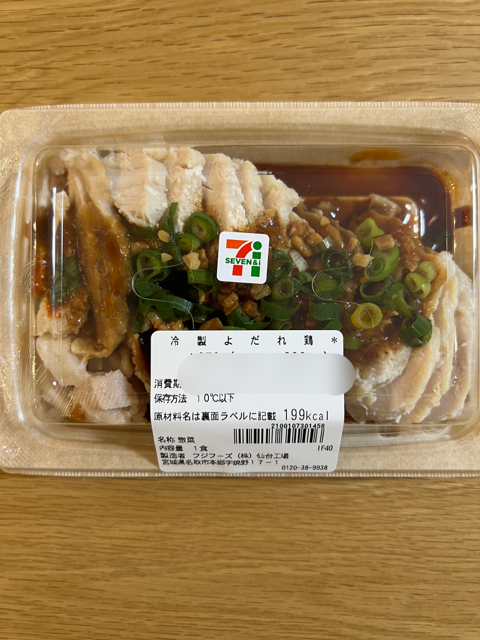 SEVEN&i
冷製よだれ鶏*
消費期
保存方法 10℃以下
原材料名は裏面ラベルに記載 199kcal
2100107301456
名称 惣菜
内容量 1食 IF40
製造者 フジフーズ（株）仙台工場
宮城県名取市本郷字焼野17-1
0120-38-9938